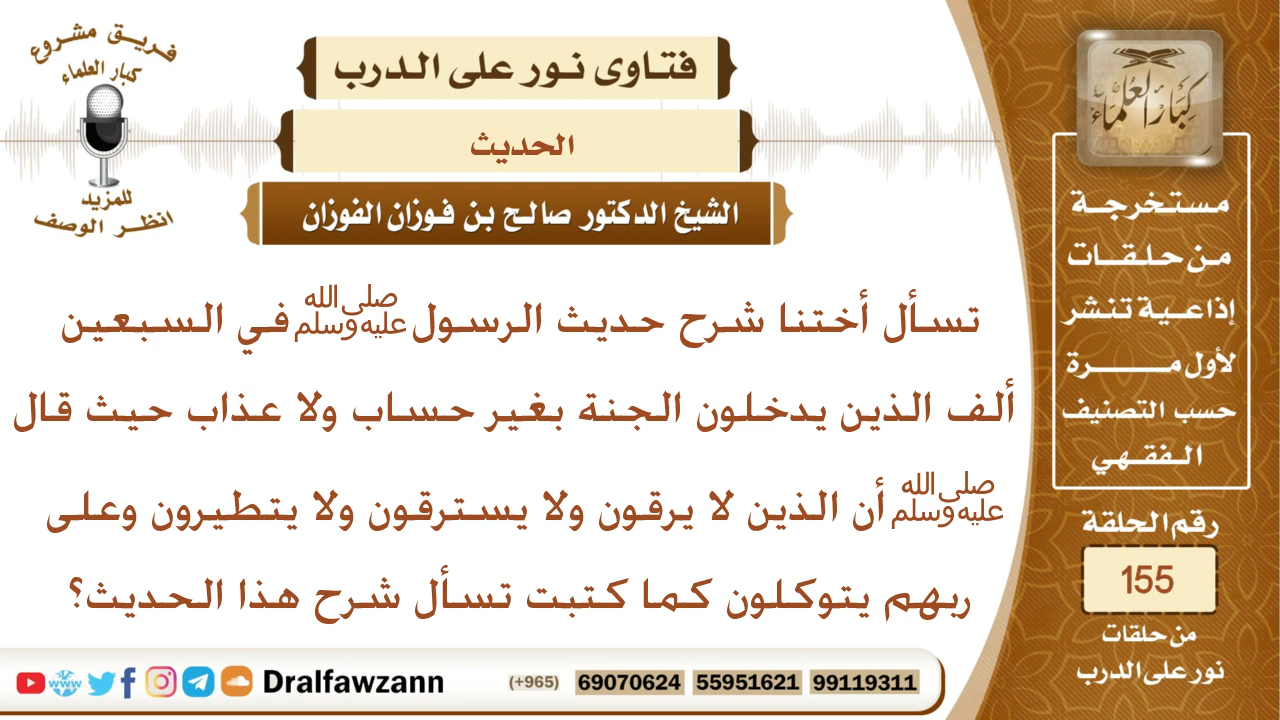 فريق مشروع
كبار العلماء
للمزيد
انظر الوصف
فتاوى نور على الدرب
الحديث
الشيخ الدكتور صالح بن فوزان الفوزان
تسأل أختنا شرح حديث الرسول ﷺ في السبعين
ألف الذين يدخلون الجنة بغير حساب ولا عذاب حيث قال
ﷺ أن الذين لا يرقون ولا يسترقون ولا يتطيرون وعلى
ربهم يتوكلون كما كتبت تسأل شرح هذا الحديث؟
كبار العلماء
مستخرجة
من حلقات
إذاعية تنشر
لأول مرة
حسب التصنيف
الفقهي
رقم الحلقة
155
من حلقات
نور على الدرب
Dralfawzann (+965) 69070624 55951621 99119311